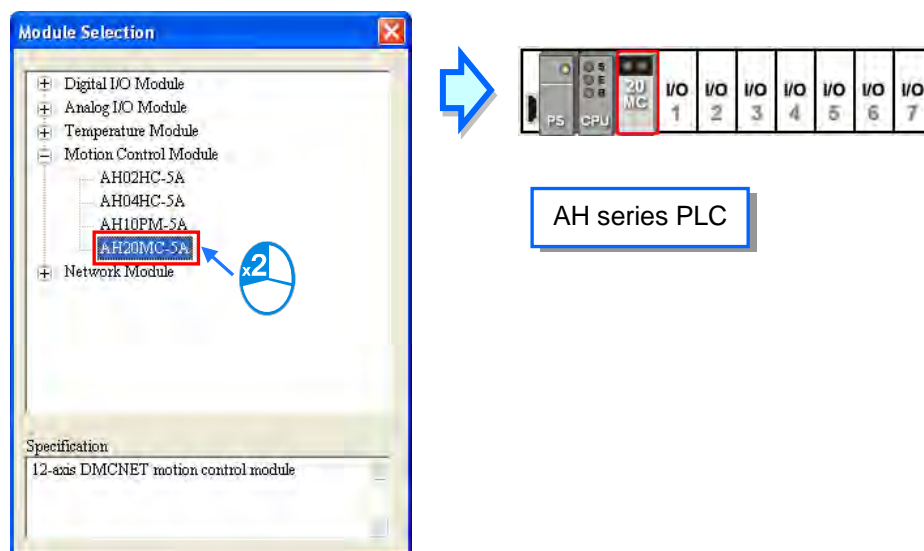 Module Selection
Digital I/O Module
Analog I/O Module
Temperature Module
Motion Control Module
AH02HC-5A
AH04HC-5A
AH10PM-5A
AH20MC-5A
Network Module
x2
Specification
12-axis DMCNET motion control module
PS CPU 20 MC I/O 1 I/O 2 I/O 3 I/O 4 I/O 5 I/O 6 I/O 7
AH series PLC